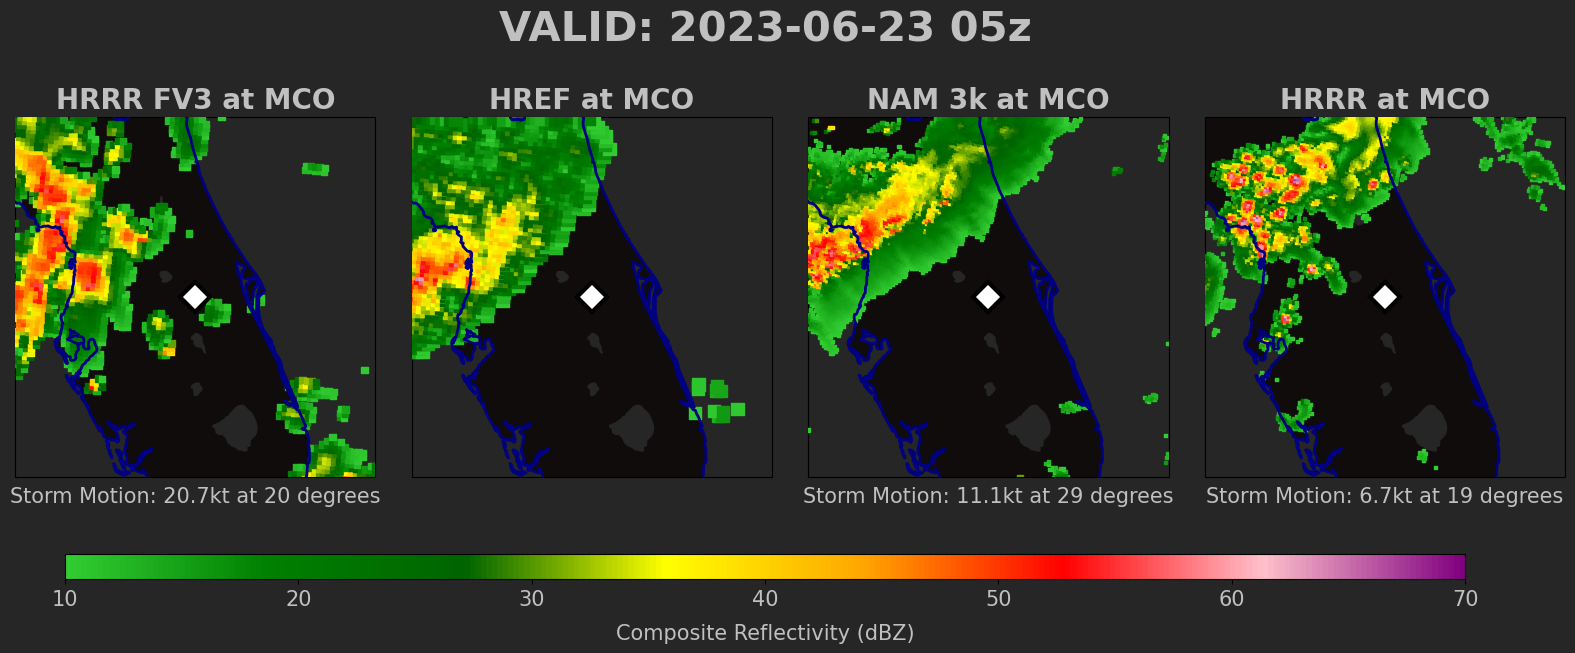 VALID: 2023-06-23 05z
HRRR FV3 at MCO
HREF at MCO
NAM 3k at MCO
HRRR at MCO
Storm Motion: 20.7kt at 20 degrees
Storm Motion: 11.1kt at 29 degrees
Storm Motion: 6.7kt at 19 degrees
10 20 30 40 50 60 70
Composite Reflectivity (dBZ)